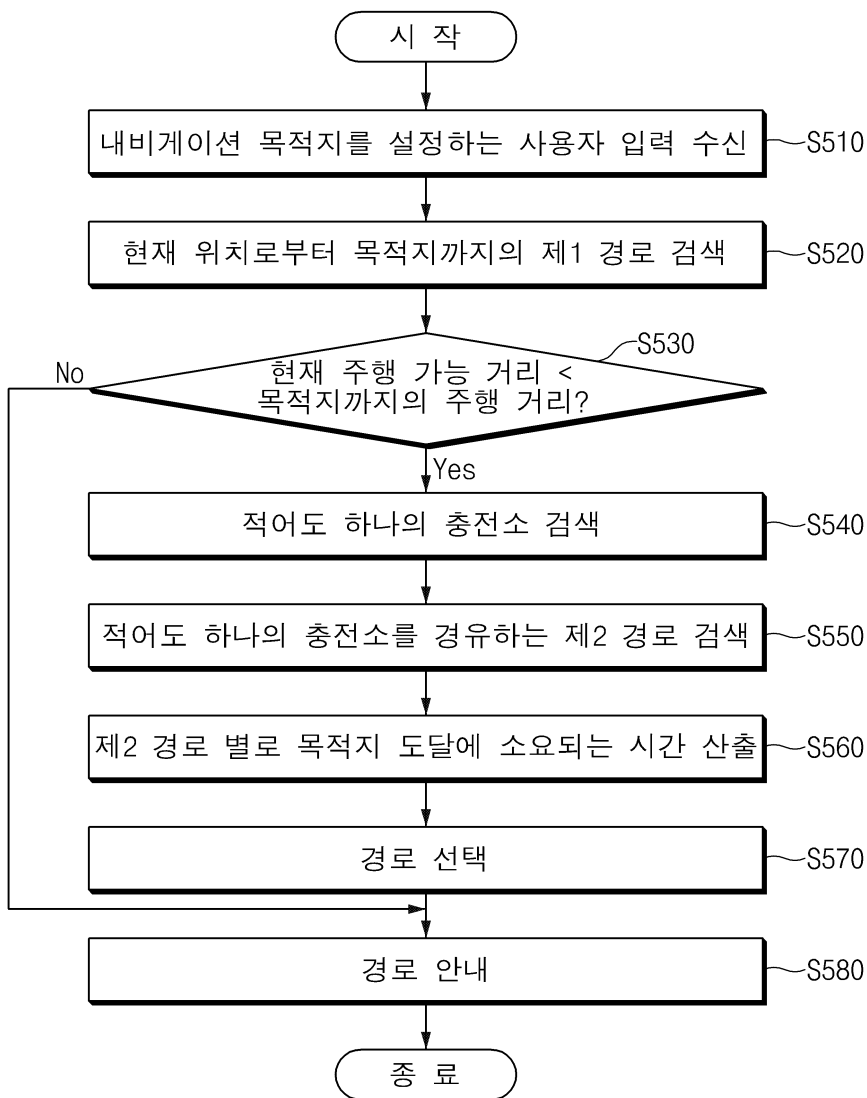 시 작
내비게이션 목적지를 설정하는 사용자 입력 수신
S510
현재 위치로부터 목적지까지의 제1 경로 검색
S520
S530
현재 주행 가능 거리 <
목적지까지의 주행 거리?
No
Yes
적어도 하나의 충전소 검색
S540
적어도 하나의 충전소를 경유하는 제2 경로 검색
S550
제2 경로 별로 목적지 도달에 소요되는 시간 산출
S560
경로 선택
S570
경로 안내
S580
종 료